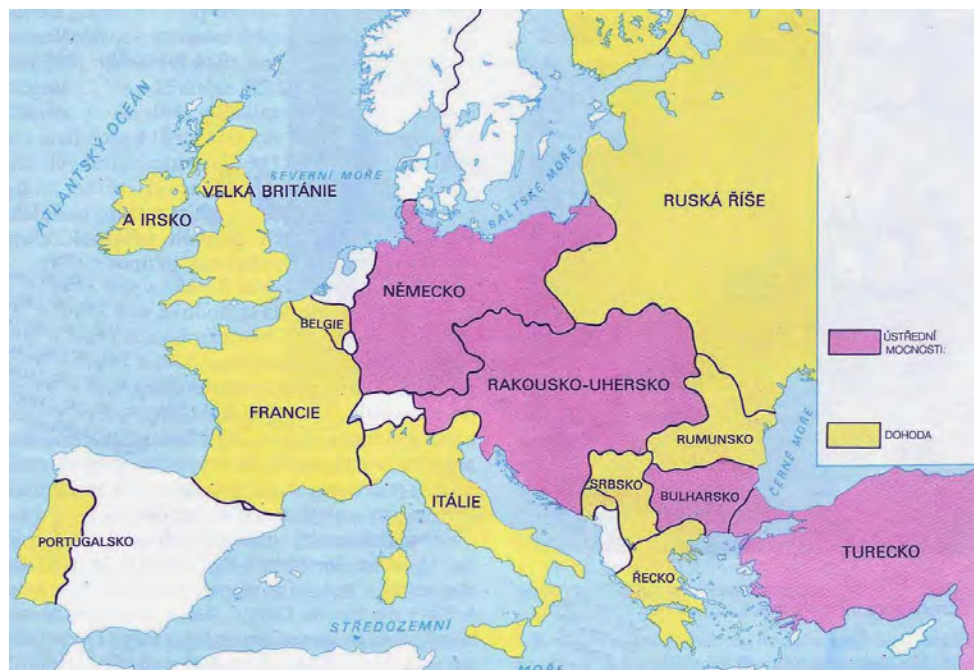 ATLANTSKÝ OCEÁN
SEVERNÍ MOŘE
VELKÁ BRITÁNIE
A IRSKO
BALTSKÉ MOŘE
RUSKÁ ŘÍŠE
NĚMECKO
BELGIE
ÚSTŘEDNÍ
MOCNOSTI:
RAKOUSKO-UHERSKO
FRANCIE
DOHODA
RUMUNSKO
ČERNÉ MOŘE
SRBSKO
BULHARSKO
ITÁLIE
PORTUGALSKO
TURECKO
ŘECKO
STŘEDOZEMNÍ
MOŘE